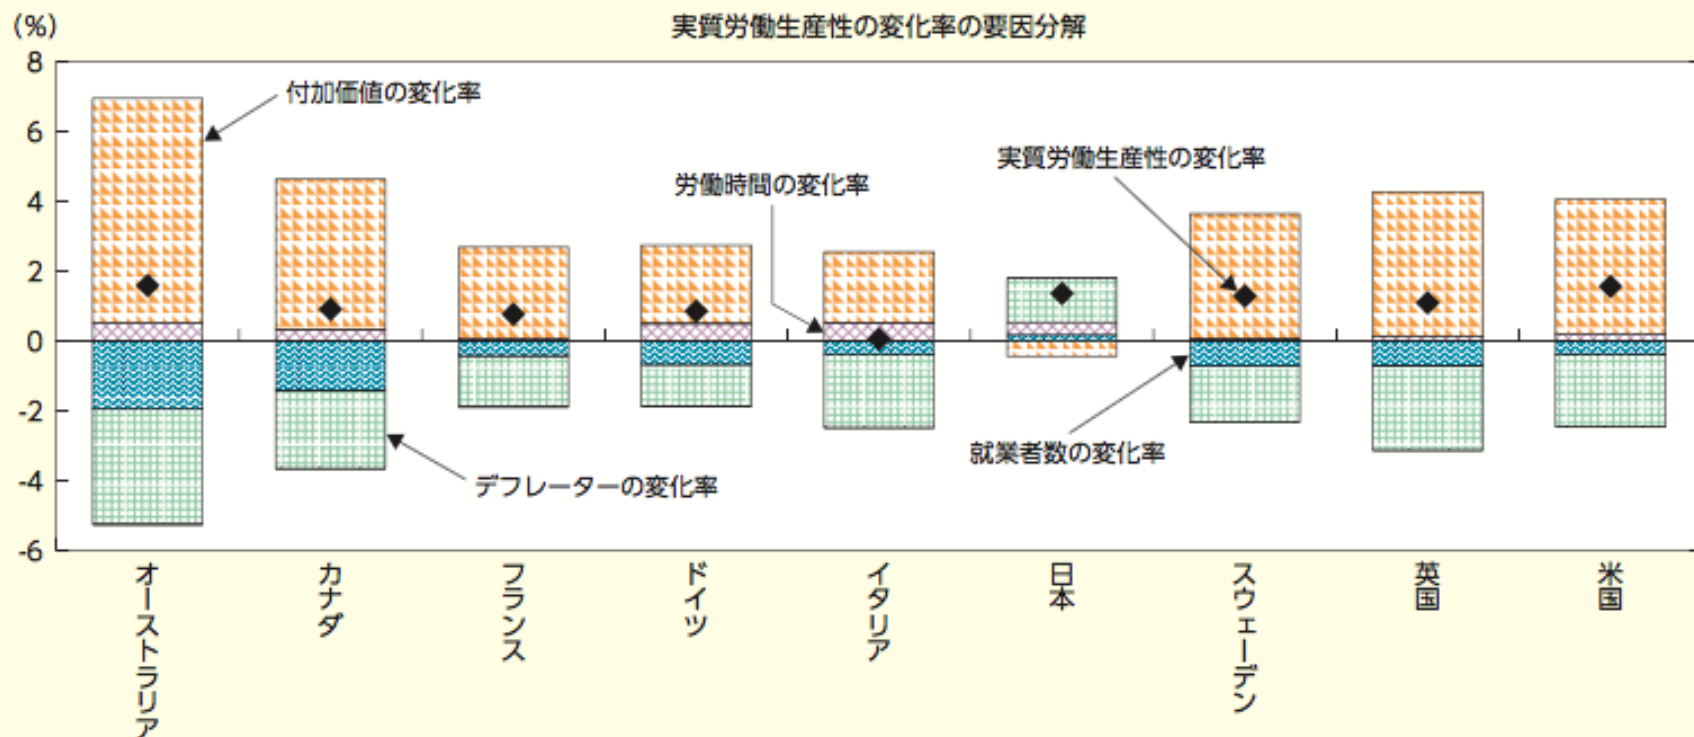 (%)
実質労働生産性の変化率の要因分解
8
6
4
2
0
-2
-4
-6
付加価値の変化率
労働時間の変化率
実質労働生産性の変化率
デフレーターの変化率
就業者数の変化率
オーストラリア
カナダ
フランス
ドイツ
イタリア
日本
スウェーデン
英国
米国